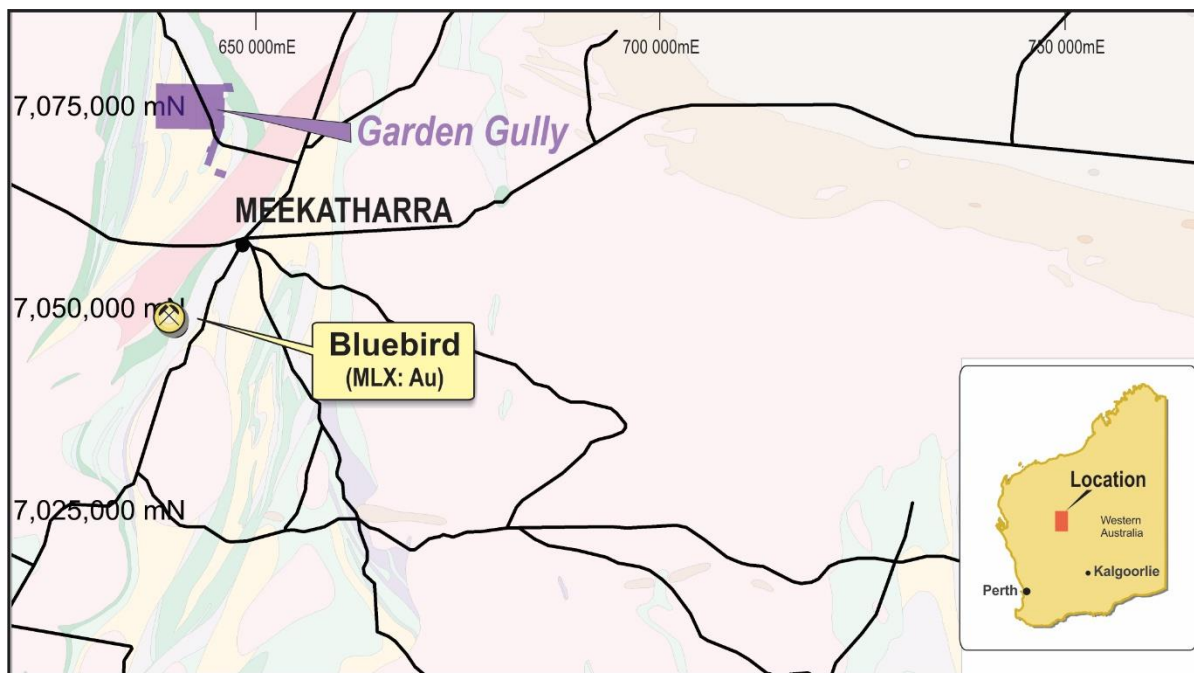 650 000mE
700 000mE
750 000mE
7,075,000 mN
Garden Gully
MEEKATHARRA
7,050,000 mN
Bluebird
(MLX: Au)
7,025,000 mN
Location
Western
Australia
Kalgoorlie
Perth